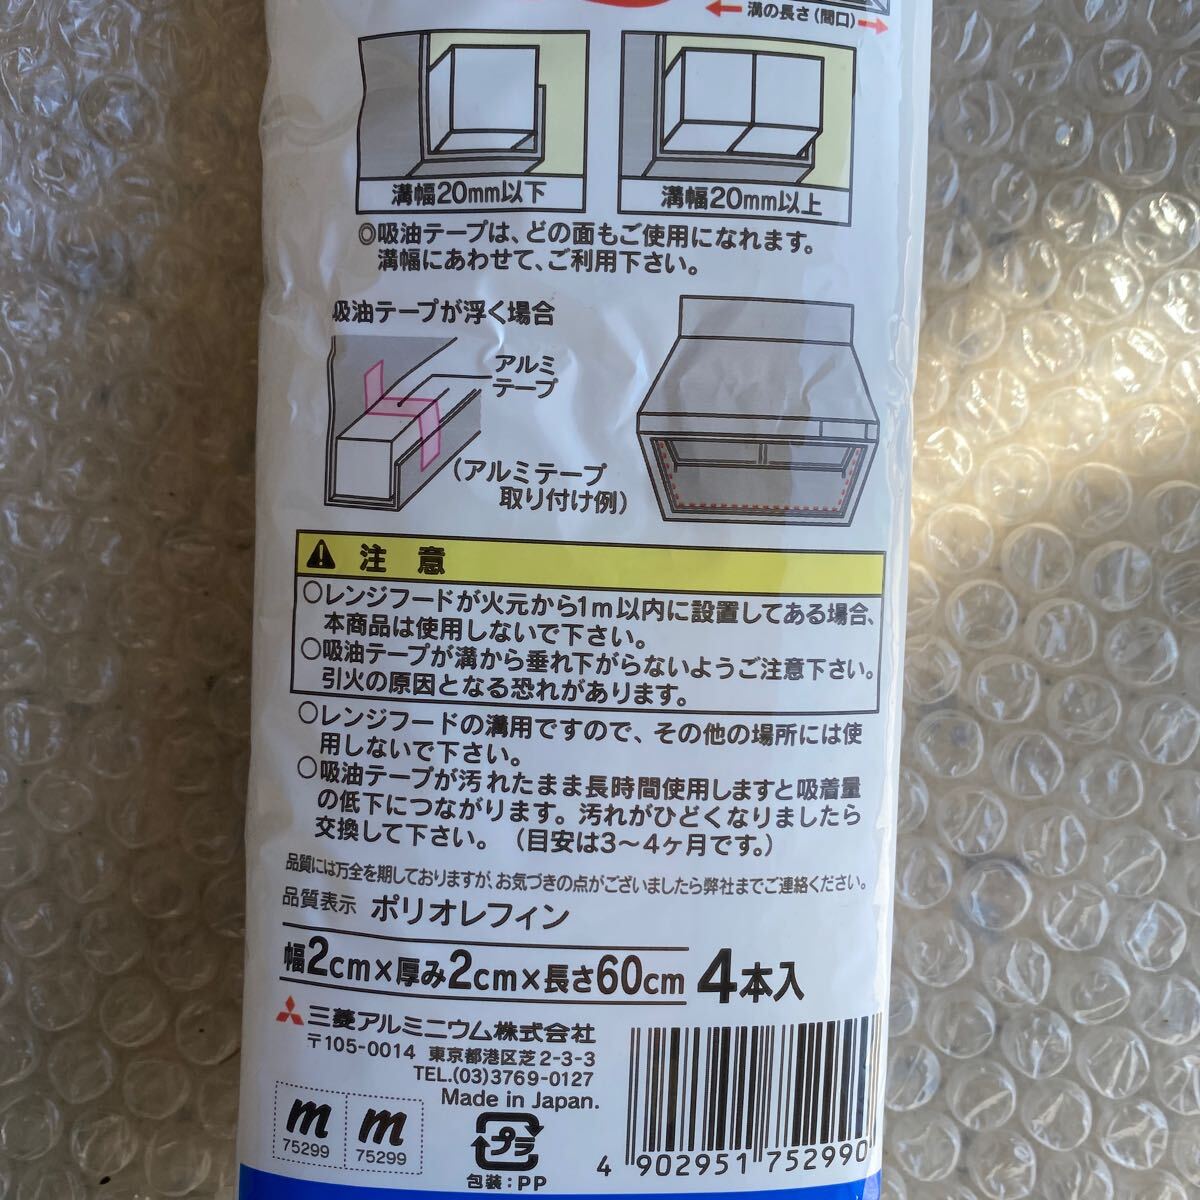 溝の長さ(間口)
溝幅20mm以下
溝幅20mm以上
◎吸油テープは、どの面もご使用になれます。
溝幅にあわせて、ご利用下さい。
吸油テープが浮く場合
アルミ
テープ
(アルミテープ
取り付け例)
注意
○レンジフードが火元から1m以内に設置してある場合、
本商品は使用しないで下さい。
○吸油テープが溝から垂れ下がらないようご注意下さい。
引火の原因となる恐れがあります。
○レンジフードの溝用ですので、その他の場所には使
用しないで下さい。
○吸油テープが汚れたまま長時間使用しますと吸着量
の低下につながります。汚れがひどくなりましたら
交換して下さい。(目安は3〜4ヶ月です。)
品質には万全を期しておりますが、お気づきの点がございましたら弊社までご連絡ください。
品質表示 ポリオレフィン
幅2cm×厚み2cm×長さ60cm 4本入
三菱アルミニウム株式会社
〒105-0014 東京都港区芝2-3-3
TEL.(03)3769-0127
Made in Japan.
m
75299
m
75299
プラ
包装:PP
4 902951 752990